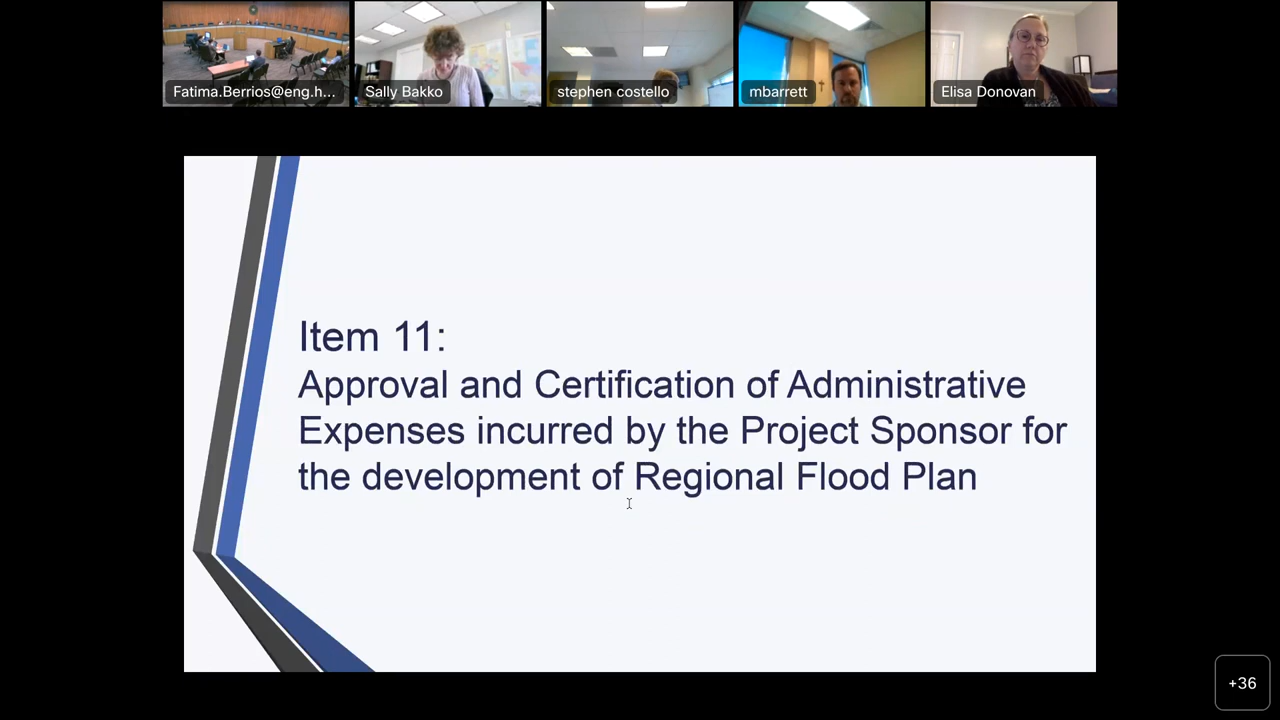 Fatima.Berrios@eng.h...
Sally Bakko
stephen costello
mbarrett
Elisa Donovan
Item 11:
Approval and Certification of Administrative
Expenses incurred by the Project Sponsor for
the development of Regional Flood Plan
+36